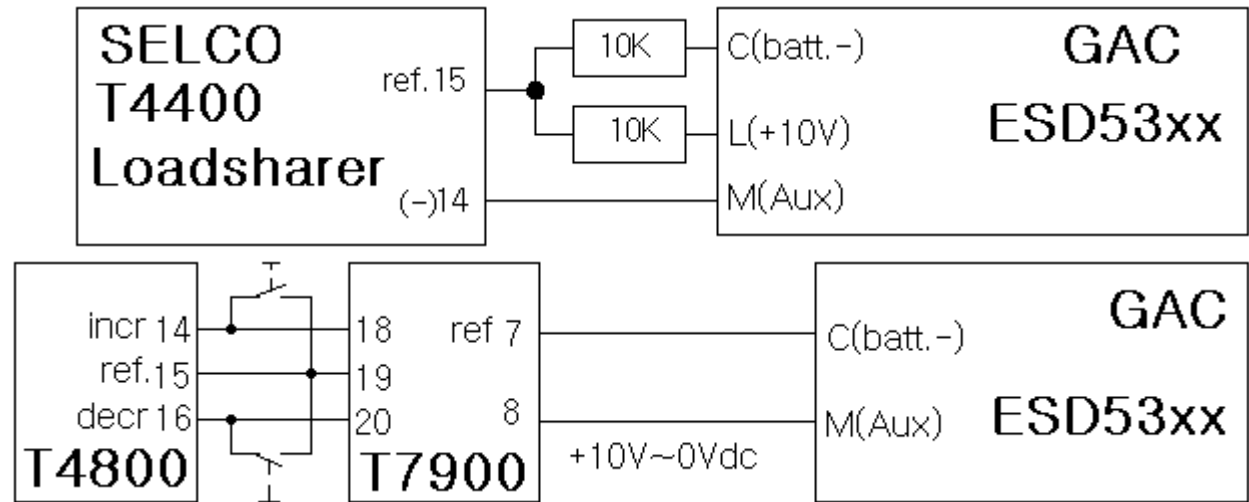 SELCO
T4400
Loadsharer
ref. 15
(-)14
10K
10K
C(batt.-)
L(+10V)
M(Aux)
GAC
ESD53xx
incr 14
ref.15
decr 16
T4800
18
19
20
ref 7
8
T7900
+10V~0Vdc
C(batt.-)
M(Aux)
GAC
ESD53xx